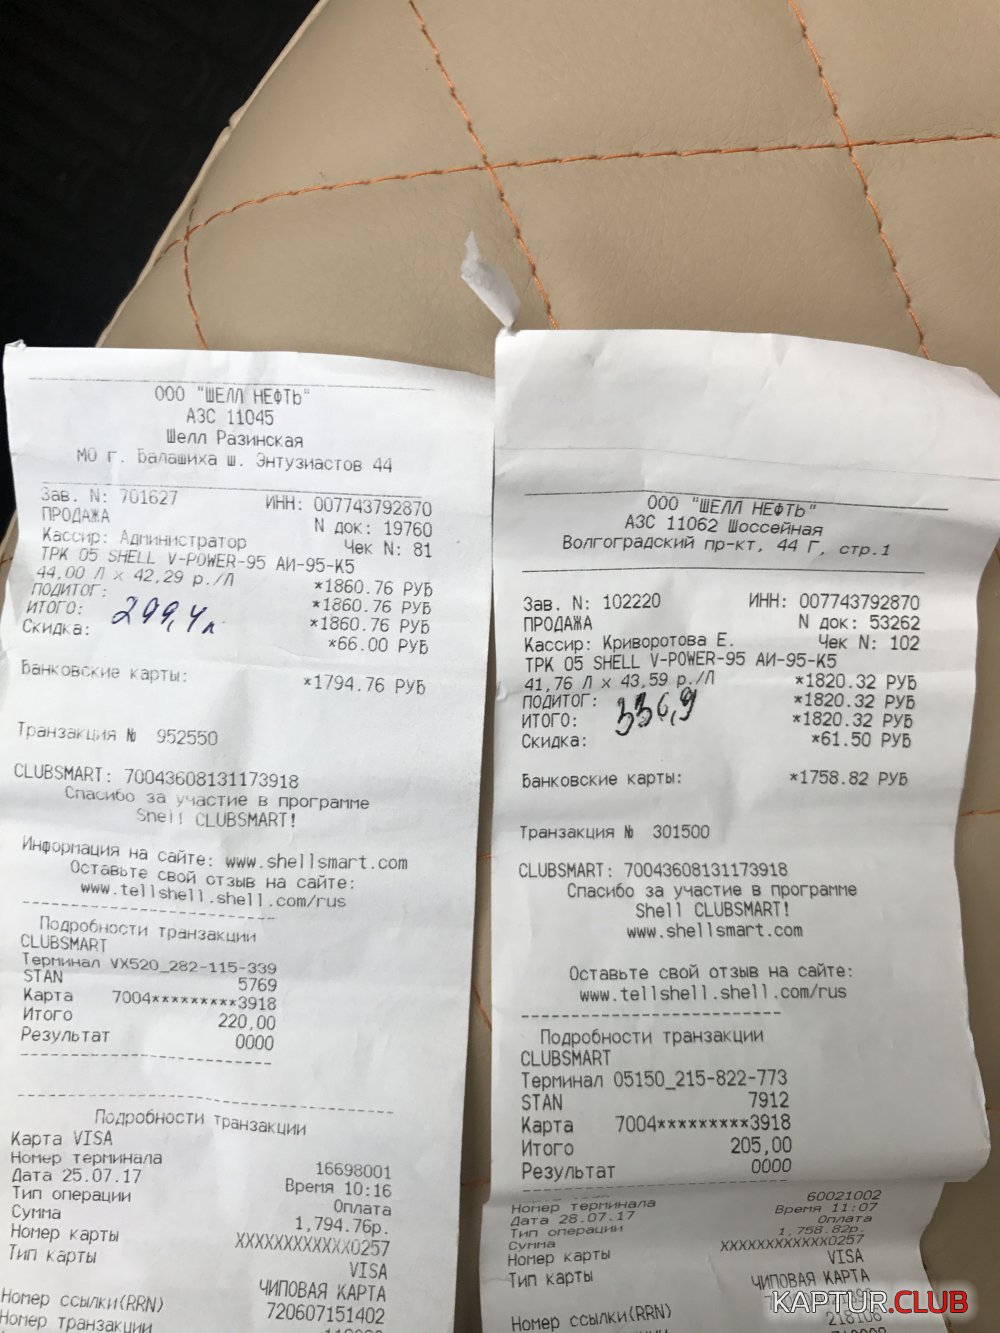 ООО "ШЕЛЛ НЕФТЬ"
АЗС 11045
Шелл Разинская
МО г. Балашиха ш. Энтузиастов 44
Зав. N: 701627 ИНН: 007743792870
ПРОДАЖА N док: 19760
Кассир: Администратор Чек N: 81
ТРК 05 SHELL V-POWER-95 АИ-95-К5
44,00 Л X 42,29 р./Л *1860.76 РУБ
ПОДИТОГ: *1860.76 РУБ
ИТОГО: *1860.76 РУБ
299,4л
Скидка: *66.00 РУБ
Банковские карты: *1794.76 РУБ
Транзакция № 952550
CLUBSMART: 70043608131173918
Спасибо за участие в программе
Shell CLUBSMART!
Информация на сайте: www.shellsmart.com
Оставьте свой отзыв на сайте:
www.tellshell.shell.com/rus
Подробности транзакции
CLUBSMART
Терминал VX520_282-115-339
STAN 5769
Карта 7004*********3918
Итого 220,00
Результат 0000
Подробности транзакции
Карта VISA
Номер терминала 16698001
Дата 25.07.17 Время 10:16
Тип операции Оплата
Сумма 1,794.76р.
Номер карты XXXXXXXXXXXX0257
Тип карты VISA
ЧИПОВАЯ КАРТА
Номер ссылки(RRN) 720607151402
Номер транзакции
ООО "ШЕЛЛ НЕФТЬ"
АЗС 11062 Шоссейная
Волгоградский пр-кт, 44 Г, стр.1
Зав. N: 102220 ИНН: 007743792870
ПРОДАЖА N док: 53262
Кассир: Криворотова Е. Чек N: 102
ТРК 05 SHELL V-POWER-95 АИ-95-К5
41,76 Л X 43,59 р./Л *1820.32 РУБ
ПОДИТОГ: *1820.32 РУБ
ИТОГО: *1820.32 РУБ
336,9
Скидка: *61.50 РУБ
Банковские карты: *1758.82 РУБ
Транзакция № 301500
CLUBSMART: 70043608131173918
Спасибо за участие в программе
Shell CLUBSMART!
www.shellsmart.com
Оставьте свой отзыв на сайте:
www.tellshell.shell.com/rus
Подробности транзакции
CLUBSMART
Терминал 05150_215-822-773
STAN 7912
Карта 7004*********3918
Итого 205,00
Результат 0000
Номер терминала 60021002
Дата 28.07.17 Время 11:07
Тип операции Оплата
Сумма 1,758.82р.
Номер карты XXXXXXXXXXXX0257
Тип карты VISA
ЧИПОВАЯ КАРТА
Номер ссылки(RRN)
KAPTUR.CLUB